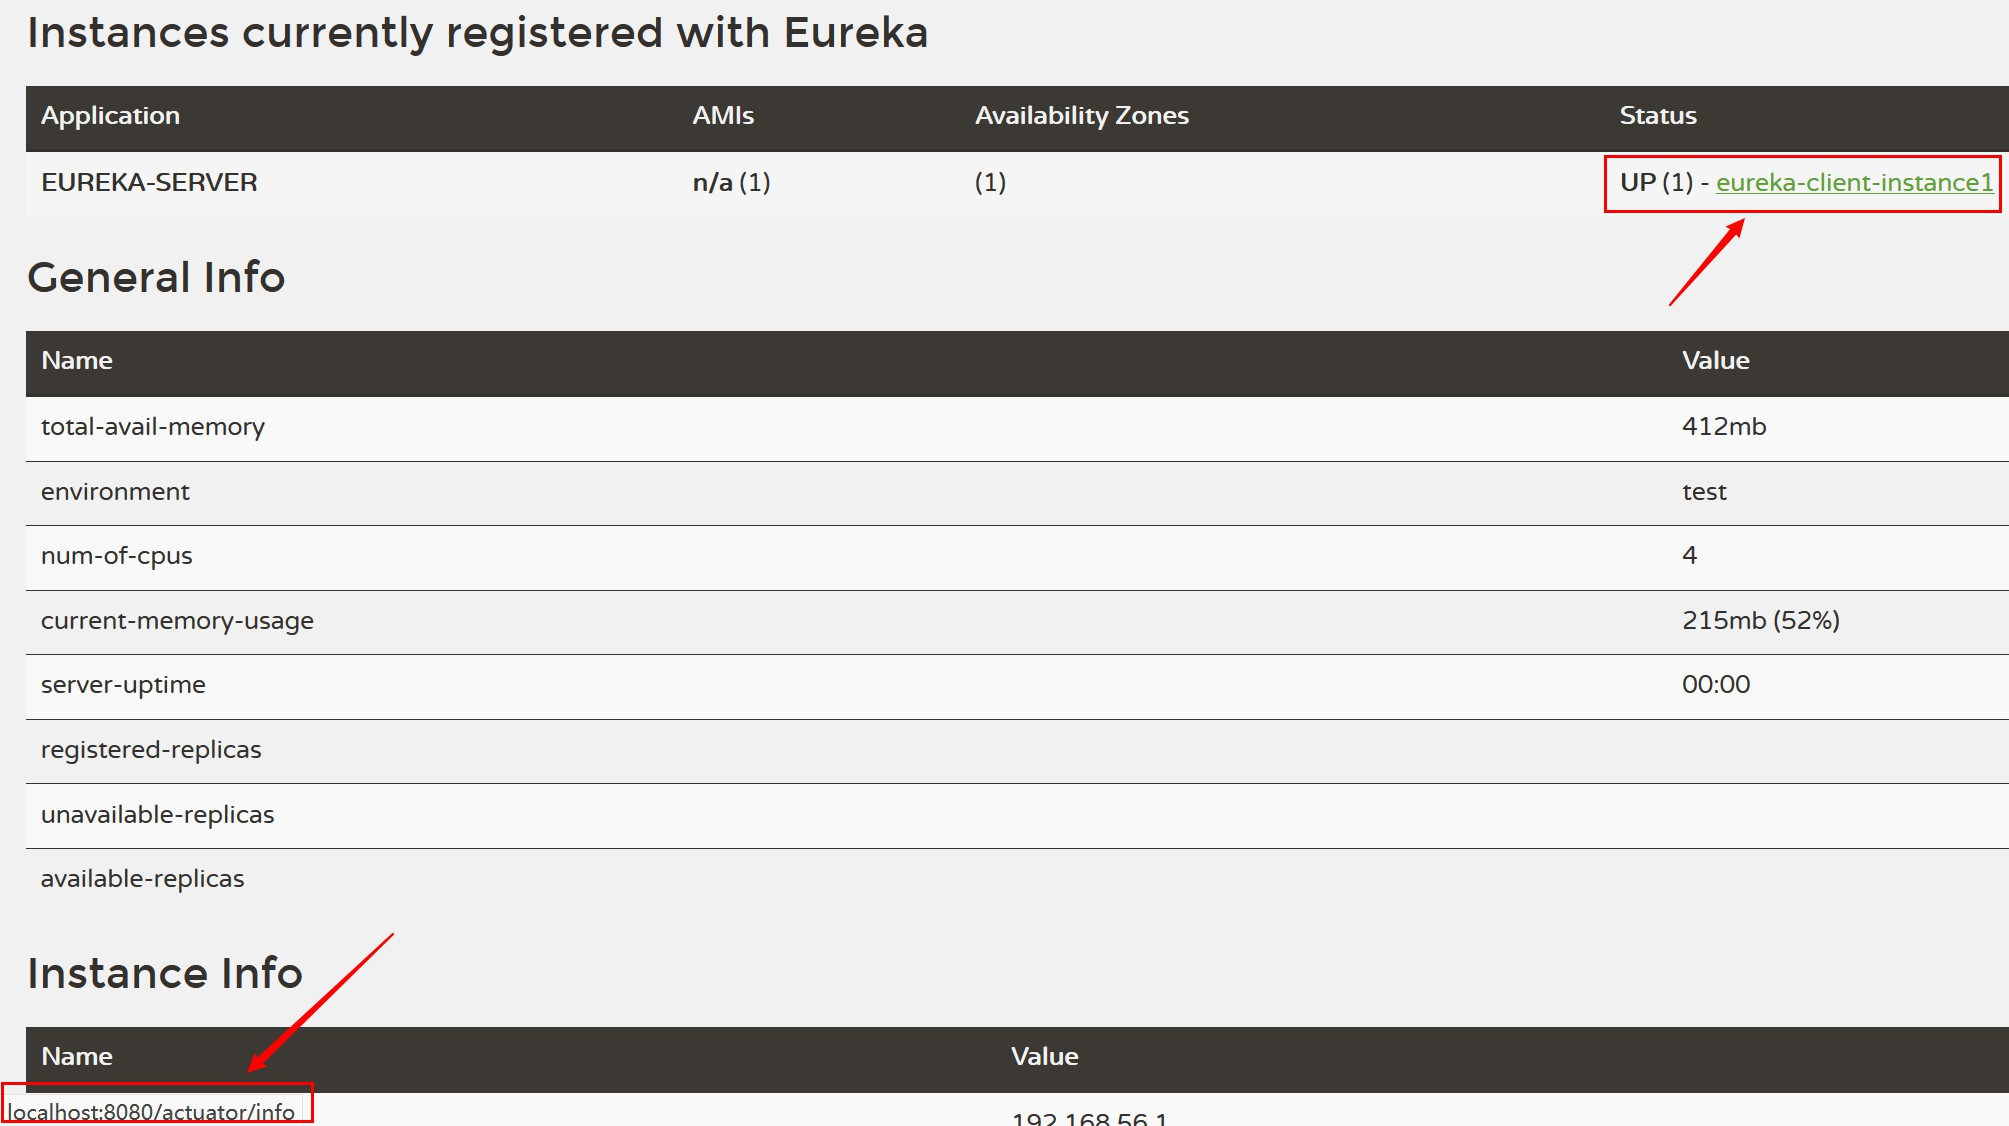 Instances currently registered with Eureka
Application AMIs Availability Zones Status
EUREKA-SERVER n/a (1) (1) UP (1) - eureka-client-instance1
General Info
Name Value
total-avail-memory 412mb
environment test
num-of-cpus 4
current-memory-usage 215mb (52%)
server-uptime 00:00
registered-replicas
unavailable-replicas
available-replicas
Instance Info
Name Value
localhost:8080/actuator/info 192.168.56.1